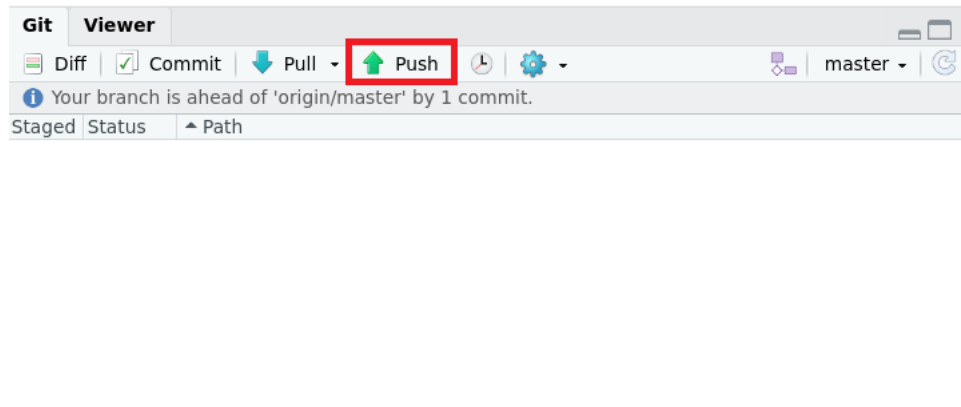 Git Viewer
Diff Commit Pull Push master
Your branch is ahead of 'origin/master' by 1 commit.
Staged Status Path